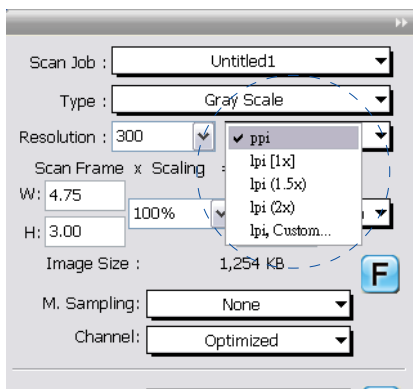 Scan Job : Untitled1
Type : Gray Scale
Resolution : 300 ✔ ppi
lpi [1x]
lpi (1.5x)
lpi (2x)
lpi, Custom...
Scan Frame x Scaling =
W: 4.75
100%
H: 3.00
Image Size : 1,254 KB
F
M. Sampling: None
Channel: Optimized